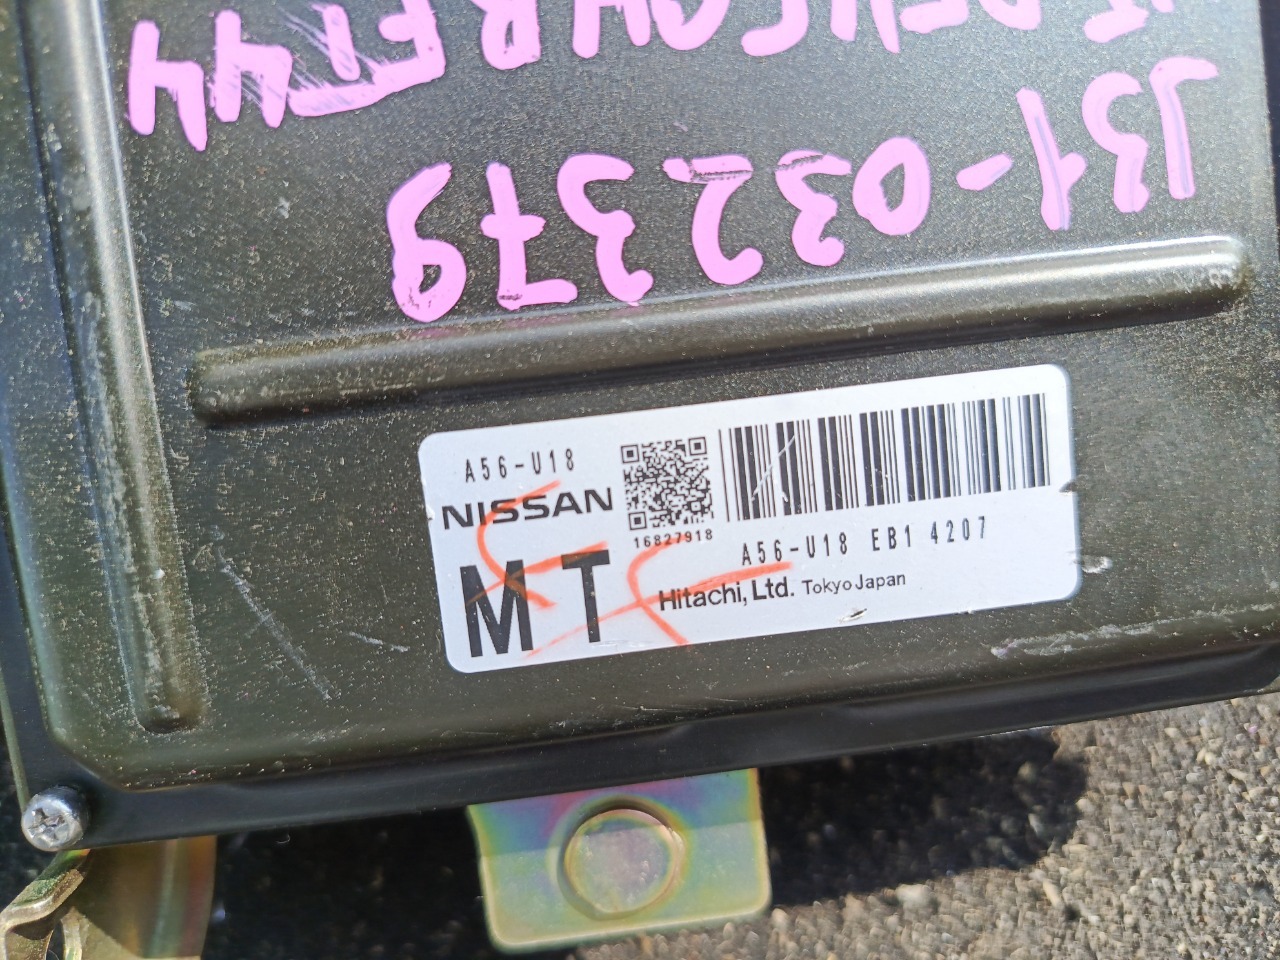 J31-032379
A56-U18
NISSAN
16827918
MT
A56-U18 EB1 4207
Hitachi, Ltd. Tokyo Japan